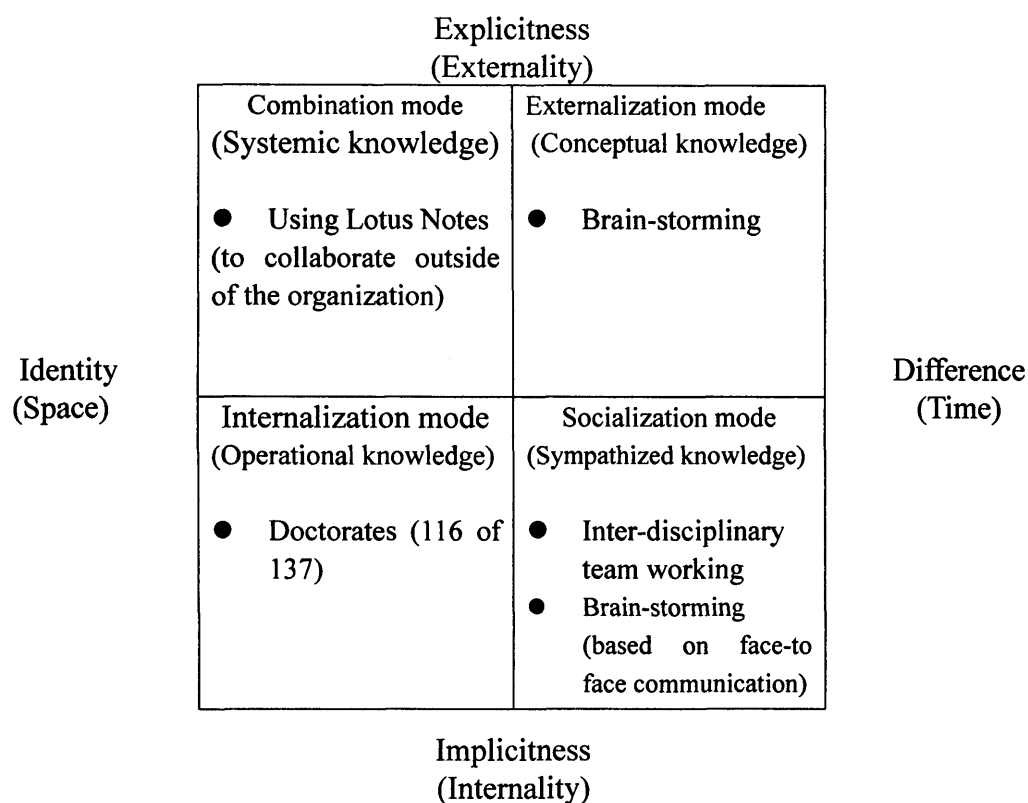 Explicitness
(Externality)
Combination mode
(Systemic knowledge)
● Using Lotus Notes
(to collaborate outside
of the organization)
Externalization mode
(Conceptual knowledge)
● Brain-storming
Identity
(Space)
Difference
(Time)
Internalization mode
(Operational knowledge)
● Doctorates (116 of
137)
Socialization mode
(Sympathized knowledge)
● Inter-disciplinary
team working
● Brain-storming
(based on face-to
face communication)
Implicitness
(Internality)